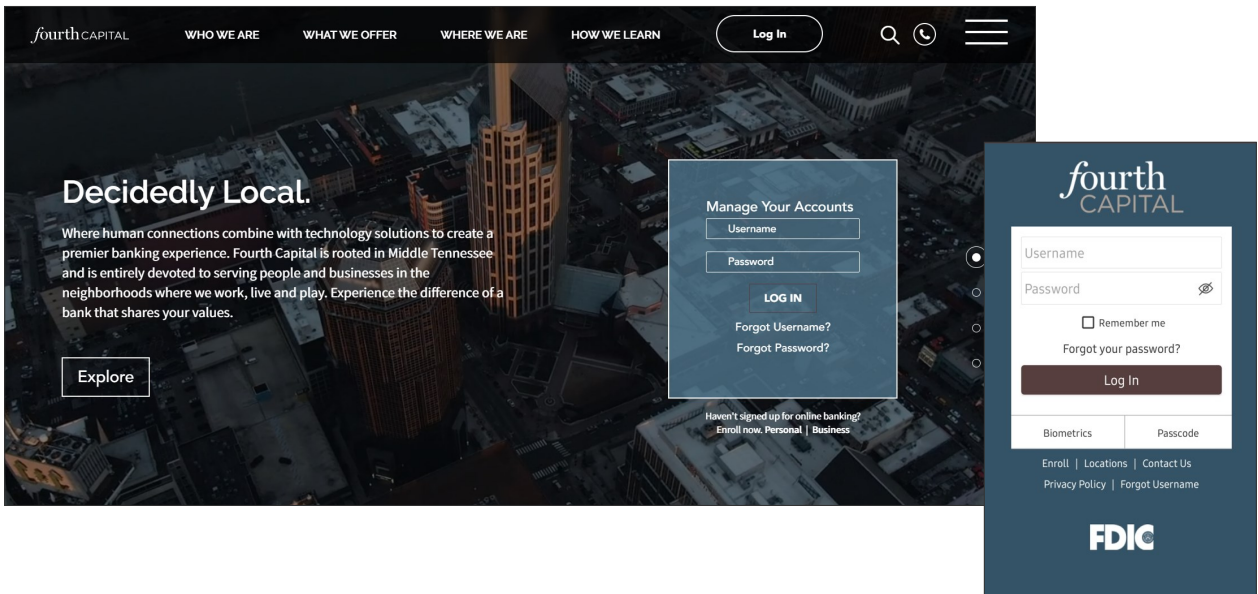 fourth CAPITAL
WHO WE ARE
WHAT WE OFFER
WHERE WE ARE
HOW WE LEARN
Log In
Decidedly Local.
Where human connections combine with technology solutions to create a
premier banking experience. Fourth Capital is rooted in Middle Tennessee
and is entirely devoted to serving people and businesses in the
neighborhoods where we work, live and play. Experience the difference of a
bank that shares your values.
Explore
Manage Your Accounts
Username
Password
LOG IN
Forgot Username?
Forgot Password?
Haven't signed up for online banking?
Enroll now. Personal | Business
fourth
CAPITAL
Username
Password
Remember me
Forgot your password?
Log In
Biometrics
Passcode
Enroll | Locations | Contact Us
Privacy Policy | Forgot Username
FDIC